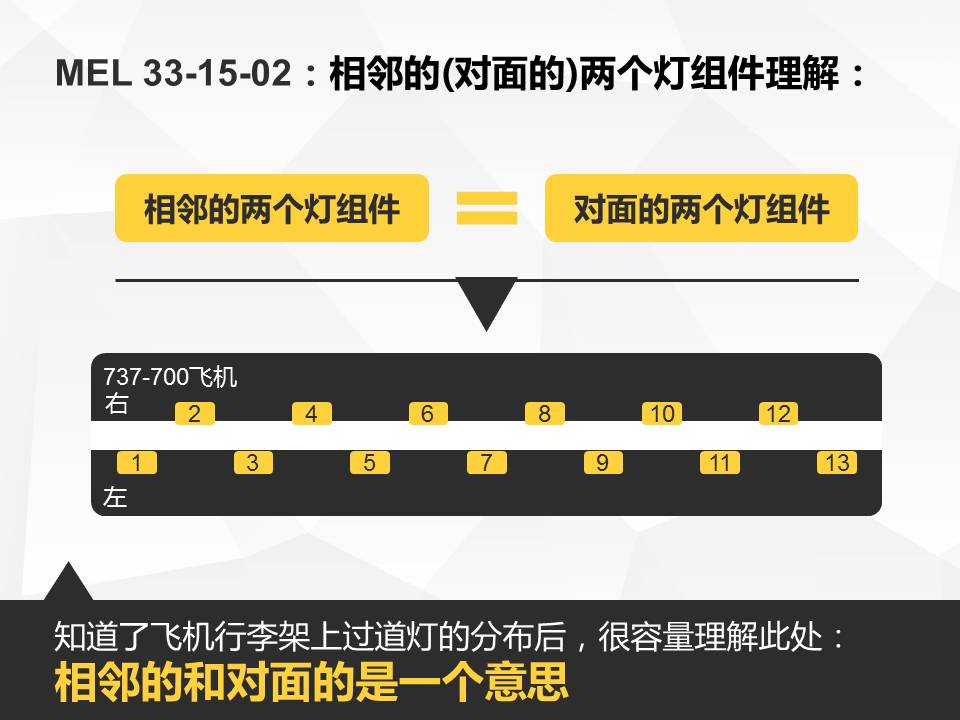 MEL 33-15-02：相邻的(对面的)两个灯组件理解：
相邻的两个灯组件 = 对面的两个灯组件
737-700飞机
右
2 4 6 8 10 12
1 3 5 7 9 11 13
左
知道了飞机行李架上过道灯的分布后，很容量理解此处：
相邻的和对面的是一个意思